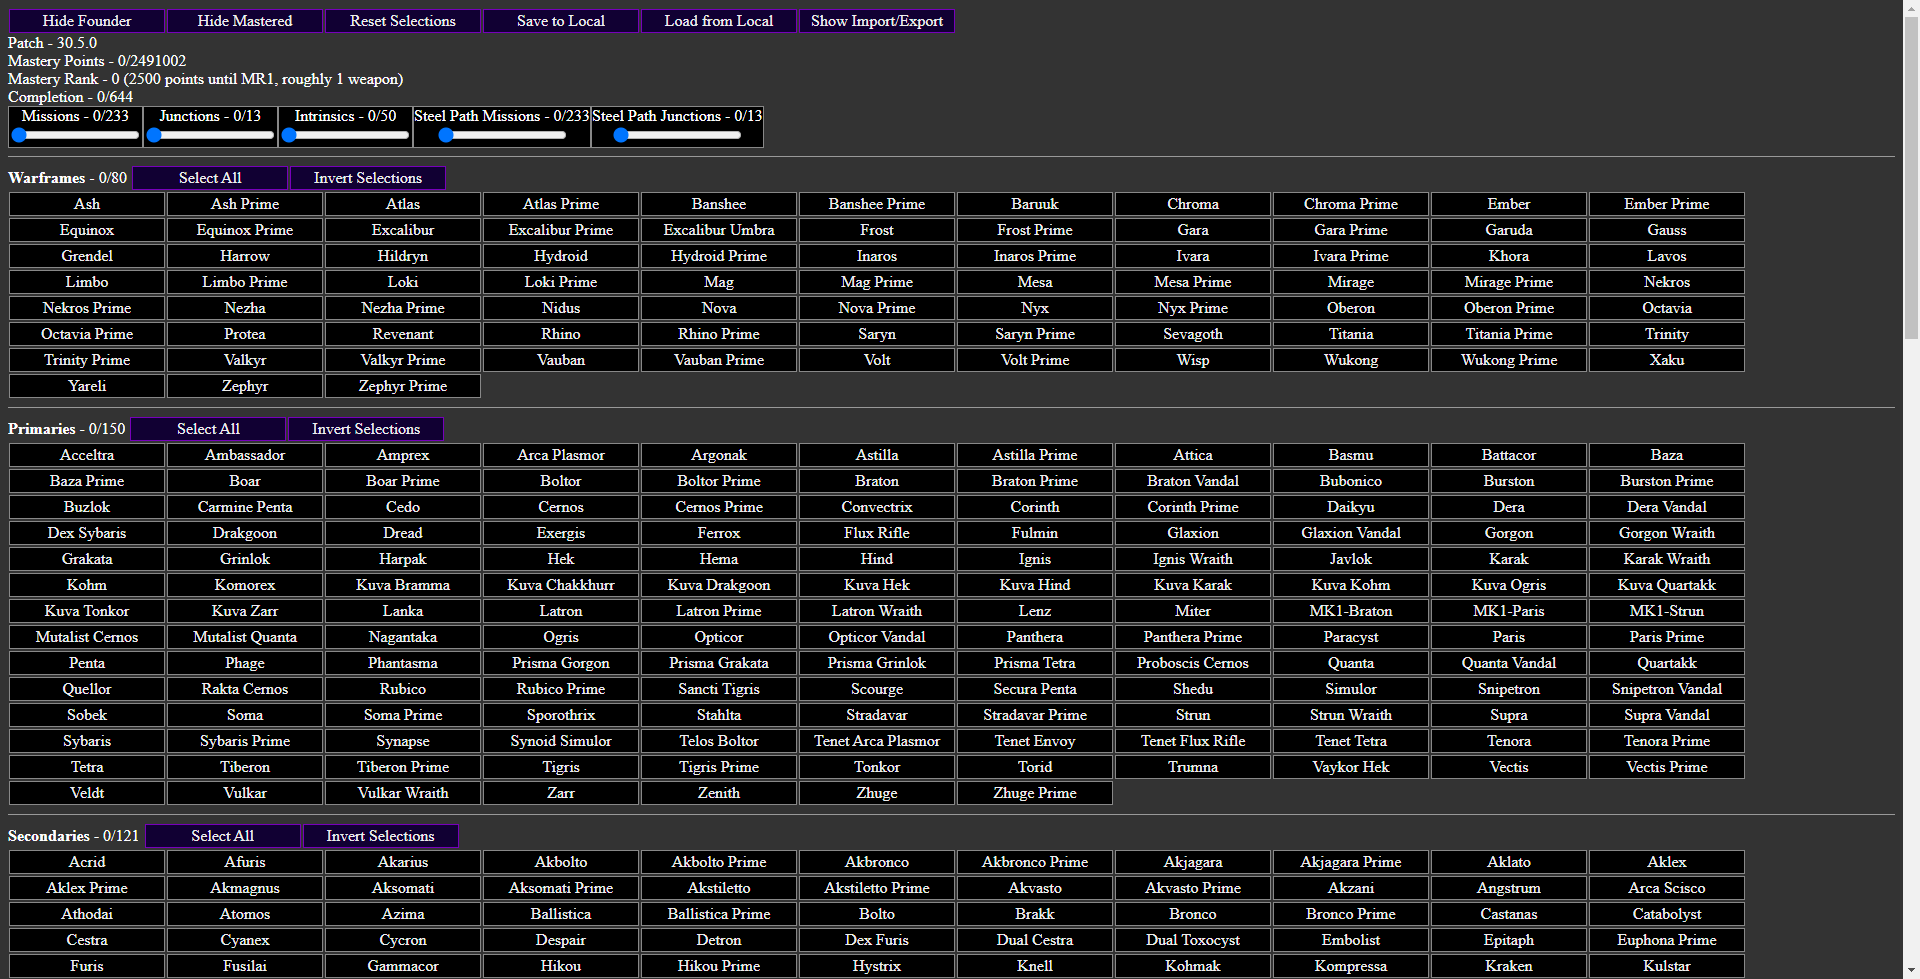 Hide Founder Hide Mastered Reset Selections Save to Local Load from Local Show Import/Export
Patch - 30.5.0
Mastery Points - 0/2491002
Mastery Rank - 0 (2500 points until MR1, roughly 1 weapon)
Completion - 0/644
Missions - 0/233 Junctions - 0/13 Intrinsics - 0/50 Steel Path Missions - 0/233 Steel Path Junctions - 0/13
Warframes - 0/80 Select All Invert Selections
Ash Ash Prime Atlas Atlas Prime Banshee Banshee Prime Baruuk Chroma Chroma Prime Ember Ember Prime
Equinox Equinox Prime Excalibur Excalibur Prime Excalibur Umbra Frost Frost Prime Gara Gara Prime Garuda Gauss
Grendel Harrow Hildryn Hydroid Hydroid Prime Inaros Inaros Prime Ivara Ivara Prime Khora Lavos
Limbo Limbo Prime Loki Loki Prime Mag Mag Prime Mesa Mesa Prime Mirage Mirage Prime Nekros
Nekros Prime Nezha Nezha Prime Nidus Nova Nova Prime Nyx Nyx Prime Oberon Oberon Prime Octavia
Octavia Prime Protea Revenant Rhino Rhino Prime Saryn Saryn Prime Sevagoth Titania Titania Prime Trinity
Trinity Prime Valkyr Valkyr Prime Vauban Vauban Prime Volt Volt Prime Wisp Wukong Wukong Prime Xaku
Yareli Zephyr Zephyr Prime
Primaries - 0/150 Select All Invert Selections
Acceltra Ambassador Amprex Arca Plasmor Argonak Astilla Astilla Prime Attica Basmu Battacor Baza
Baza Prime Boar Boar Prime Boltor Boltor Prime Braton Braton Prime Braton Vandal Bubonico Burston Burston Prime
Buzlok Carmine Penta Cedo Cernos Cernos Prime Convectrix Corinth Corinth Prime Daikyu Dera Dera Vandal
Dex Sybaris Drakgoon Dread Exergis Ferrox Flux Rifle Fulmin Glaxion Glaxion Vandal Gorgon Gorgon Wraith
Grakata Grinlok Harpak Hek Hema Hind Ignis Ignis Wraith Javlok Karak Karak Wraith
Kohm Komorex Kuva Bramma Kuva Chakkhurr Kuva Drakgoon Kuva Hek Kuva Hind Kuva Karak Kuva Kohm Kuva Ogris Kuva Quartakk
Kuva Tonkor Kuva Zarr Lanka Latron Latron Prime Latron Wraith Lenz Miter MK1-Braton MK1-Paris MK1-Strun
Mutalist Cernos Mutalist Quanta Nagantaka Ogris Opticor Opticor Vandal Panthera Panthera Prime Paracyst Paris Paris Prime
Penta Phage Phantasma Prisma Gorgon Prisma Grakata Prisma Grinlok Prisma Tetra Proboscis Cernos Quanta Quanta Vandal Quartakk
Quellor Rakta Cernos Rubico Rubico Prime Sancti Tigris Scourge Secura Penta Shedu Simulor Snipetron Snipetron Vandal
Sobek Soma Soma Prime Sporothrix Stahlta Stradavar Stradavar Prime Strun Strun Wraith Supra Supra Vandal
Sybaris Sybaris Prime Synapse Synoid Simulor Telos Boltor Tenet Arca Plasmor Tenet Envoy Tenet Flux Rifle Tenet Tetra Tenora Tenora Prime
Tetra Tiberon Tiberon Prime Tigris Tigris Prime Tonkor Torid Trumna Vaykor Hek Vectis Vectis Prime
Veldt Vulkar Vulkar Wraith Zarr Zenith Zhuge Zhuge Prime
Secondaries - 0/121 Select All Invert Selections
Acrid Afuris Akarius Akbolto Akbolto Prime Akbronco Akbronco Prime Akjagara Akjagara Prime Aklato Aklex
Aklex Prime Akmagnus Aksomati Aksomati Prime Akstiletto Akstiletto Prime Akvasto Akvasto Prime Akzani Angstrum Arca Scisco
Athodai Atomos Azima Ballistica Ballistica Prime Bolto Brakk Bronco Bronco Prime Castanas Catabolyst
Cestra Cyanex Cycron Despair Detron Dex Furis Dual Cestra Dual Toxocyst Embolist Epitaph Euphona Prime
Furis Fusilai Gammacor Hikou Hikou Prime Hystrix Knell Kohmak Kompressa Kraken Kulstar